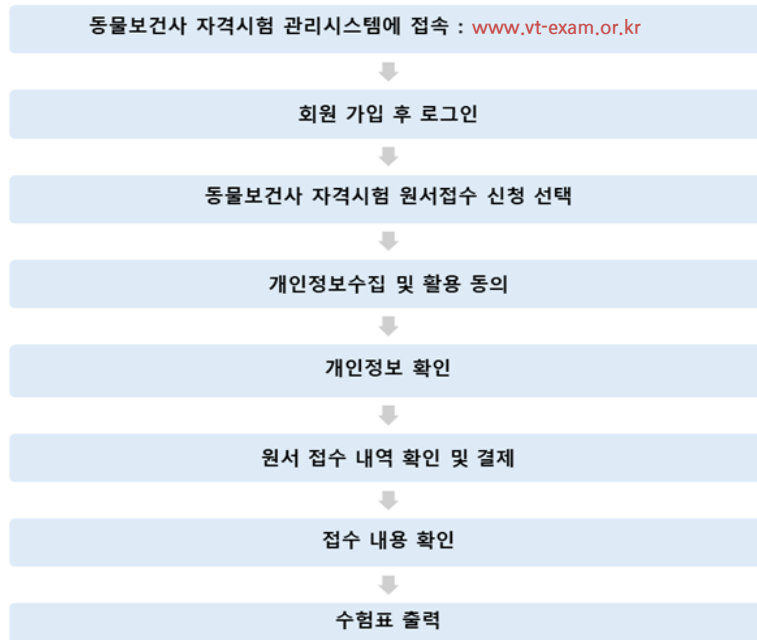 동물보건사 자격시험 관리시스템에 접속 : www.vt-exam.or.kr
회원 가입 후 로그인
동물보건사 자격시험 원서접수 신청 선택
개인정보수집 및 활용 동의
개인정보 확인
원서 접수 내역 확인 및 결제
접수 내용 확인
수험표 출력